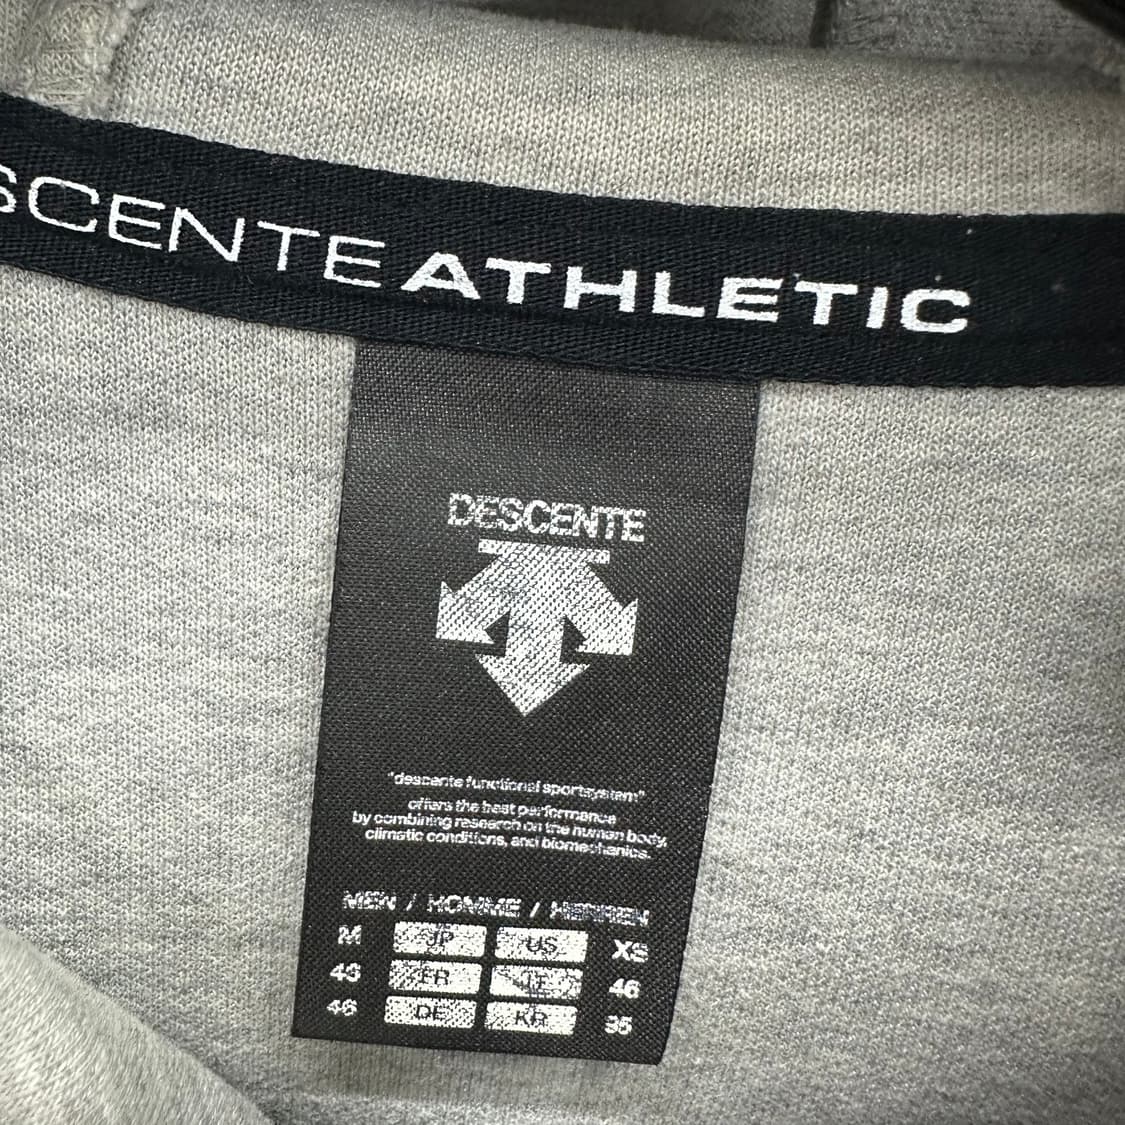 SCENTE ATHLETIC
DESCENTE
"descente functional sportsystem"
offers the best performance
by combining research on the human body,
climatic conditions, and biomechanics.
MEN / HOMME / HERREN
M JP US XS
46 FR IT 46
46 DE KR 95